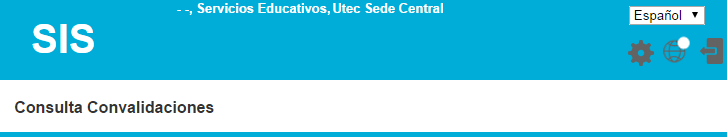 - -, Servicios Educativos, Utec Sede Central
Español
SIS
Consulta Convalidaciones